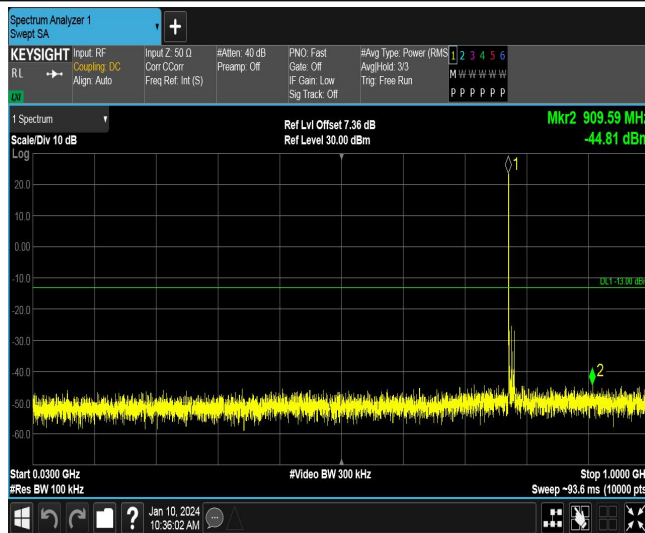 Spectrum Analyzer 1
Swept SA
+
KEYSIGHT
RL
LXI
Input: RF
Coupling: DC
Align: Auto
Input Z: 50 Ω
Corr CCorr
Freq Ref: Int (S)
#Atten: 40 dB
Preamp: Off
PNO: Fast
Gate: Off
IF Gain: Low
Sig Track: Off
#Avg Type: Power (RMS
Avg|Hold: 3/3
Trig: Free Run
1 2 3 4 5 6
M W W W W W
P P P P P P
1 Spectrum
Scale/Div 10 dB
Ref Lvl Offset 7.36 dB
Ref Level 30.00 dBm
Mkr2 909.59 MHz
-44.81 dBm
Log
1
20.0
10.0
0.00
-10.0
DL1 -13.00 dBm
-20.0
-30.0
-40.0
2
-50.0
-60.0
Start 0.0300 GHz
#Video BW 300 kHz
Stop 1.0000 GHz
#Res BW 100 kHz
Sweep ~93.6 ms (10000 pts
?
Jan 10, 2024
10:36:02 AM